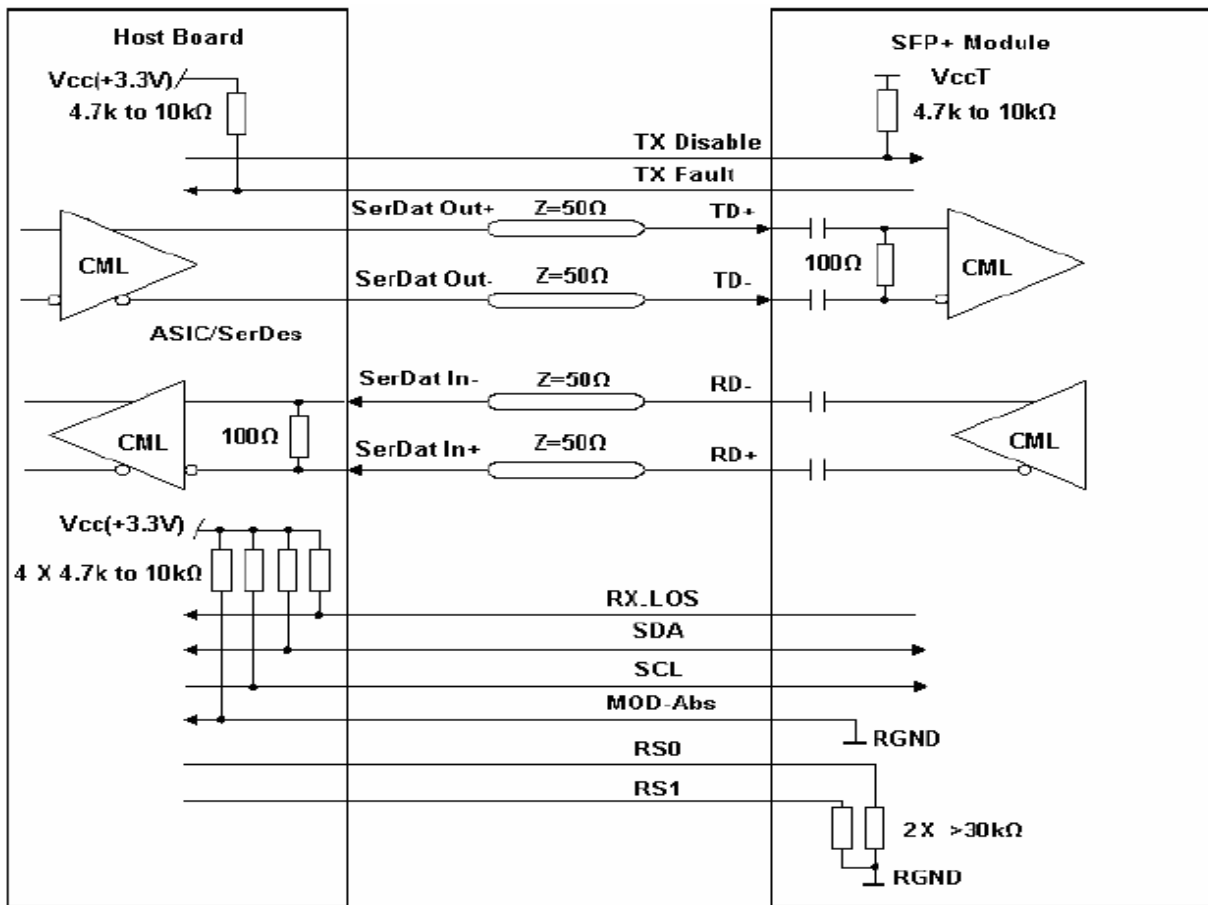 Host Board
SFP+ Module
Vcc(+3.3V)
4.7k to 10kΩ
VccT
4.7k to 10kΩ
TX Disable
TX Fault
SerDat Out+
Z=50Ω
TD+
CML
100Ω
CML
SerDat Out-
Z=50Ω
TD-
ASIC/SerDes
SerDat In-
Z=50Ω
RD-
CML
100Ω
SerDat In+
Z=50Ω
RD+
CML
Vcc(+3.3V)
4 X 4.7k to 10kΩ
RX_LOS
SDA
SCL
MOD-Abs
RGND
RS0
RS1
2X >30kΩ
RGND